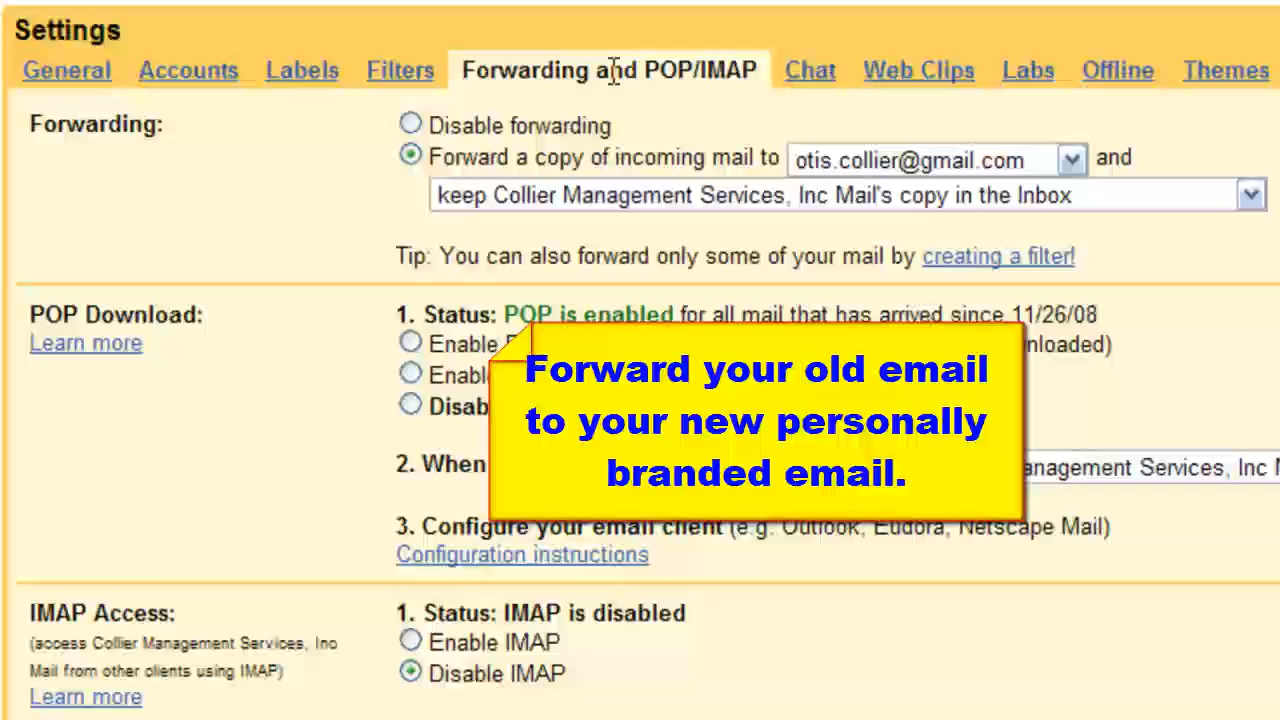 Settings
General Accounts Labels Filters Forwarding and POP/IMAP Chat Web Clips Labs Offline Themes
Forwarding:
Disable forwarding
Forward a copy of incoming mail to otis.collier@gmail.com and
keep Collier Management Services, Inc Mail's copy in the Inbox
Tip: You can also forward only some of your mail by creating a filter!
POP Download:
Learn more
1. Status: POP is enabled for all mail that has arrived since 11/26/08
Enable
Enable
Forward your old email
to your new personally
branded email.
2. When Management Services, Inc
3. Configure your email client (e.g. Outlook, Eudora, Netscape Mail)
Configuration instructions
IMAP Access:
(access Collier Management Services, Inc
Mail from other clients using IMAP)
Learn more
1. Status: IMAP is disabled
Enable IMAP
Disable IMAP